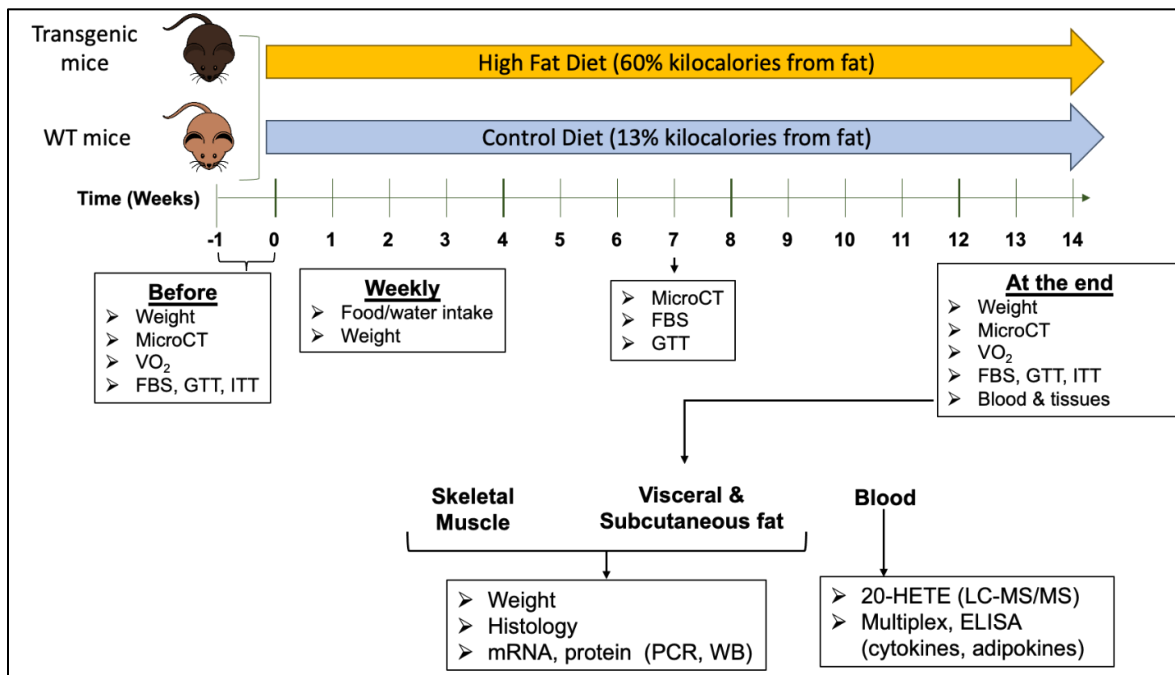 Transgenic
mice
High Fat Diet (60% kilocalories from fat)
WT mice
Control Diet (13% kilocalories from fat)
Time (Weeks)
-1 0 1 2 3 4 5 6 7 8 9 10 11 12 13 14
Before
➢ Weight
➢ MicroCT
➢ VO₂
➢ FBS, GTT, ITT
Weekly
➢ Food/water intake
➢ Weight
➢ MicroCT
➢ FBS
➢ GTT
At the end
➢ Weight
➢ MicroCT
➢ VO₂
➢ FBS, GTT, ITT
➢ Blood & tissues
Skeletal
Muscle
Visceral &
Subcutaneous fat
Blood
➢ Weight
➢ Histology
➢ mRNA, protein (PCR, WB)
➢ 20-HETE (LC-MS/MS)
➢ Multiplex, ELISA
(cytokines, adipokines)